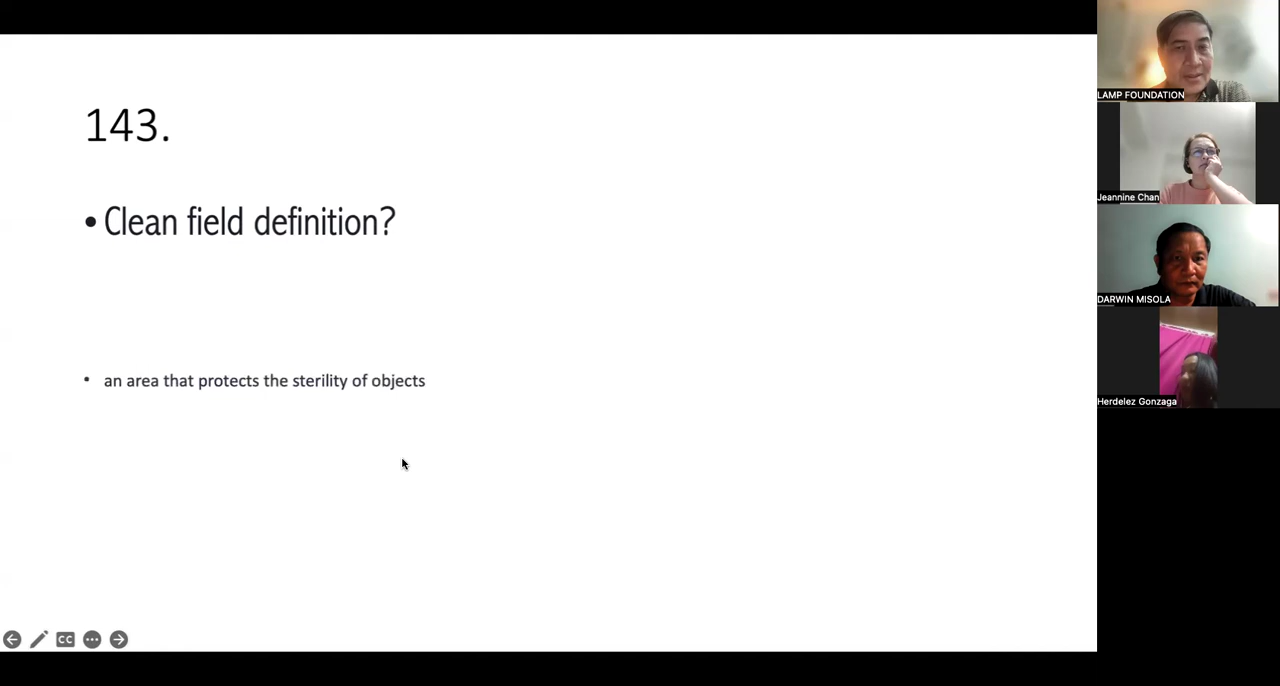 143.
• Clean field definition?
• an area that protects the sterility of objects
CC
LAMP FOUNDATION
Jeannine Chan
DARWIN MISOLA
Herdelez Gonzaga